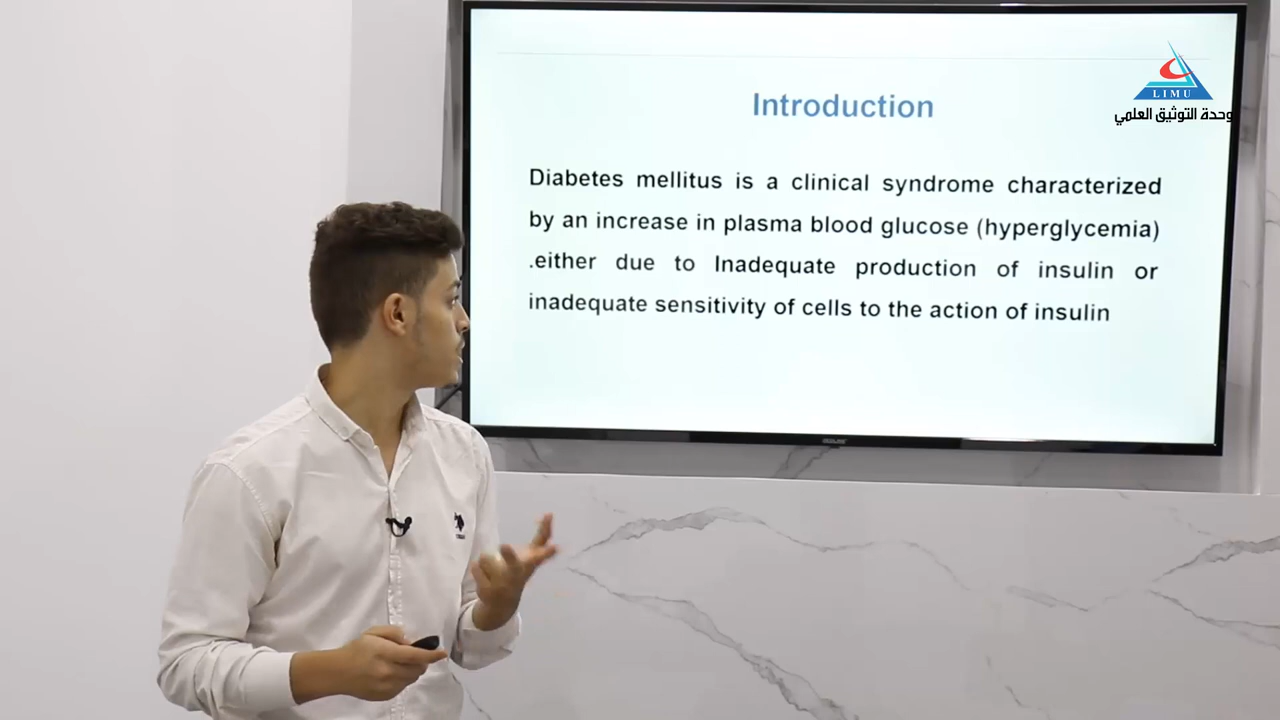 Introduction
LIMU
وحدة التوثيق العلمي
Diabetes mellitus is a clinical syndrome characterized
by an increase in plasma blood glucose (hyperglycemia)
.either due to Inadequate production of insulin or
inadequate sensitivity of cells to the action of insulin